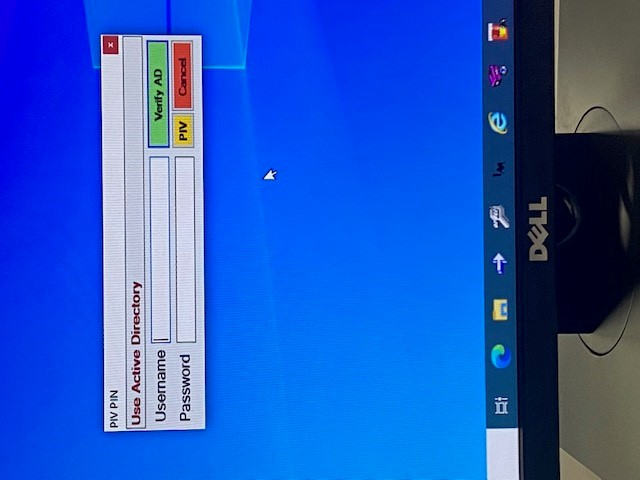 PIV PIN
Use Active Directory
Username
Verify AD
Password
PIV
Cancel
DELL